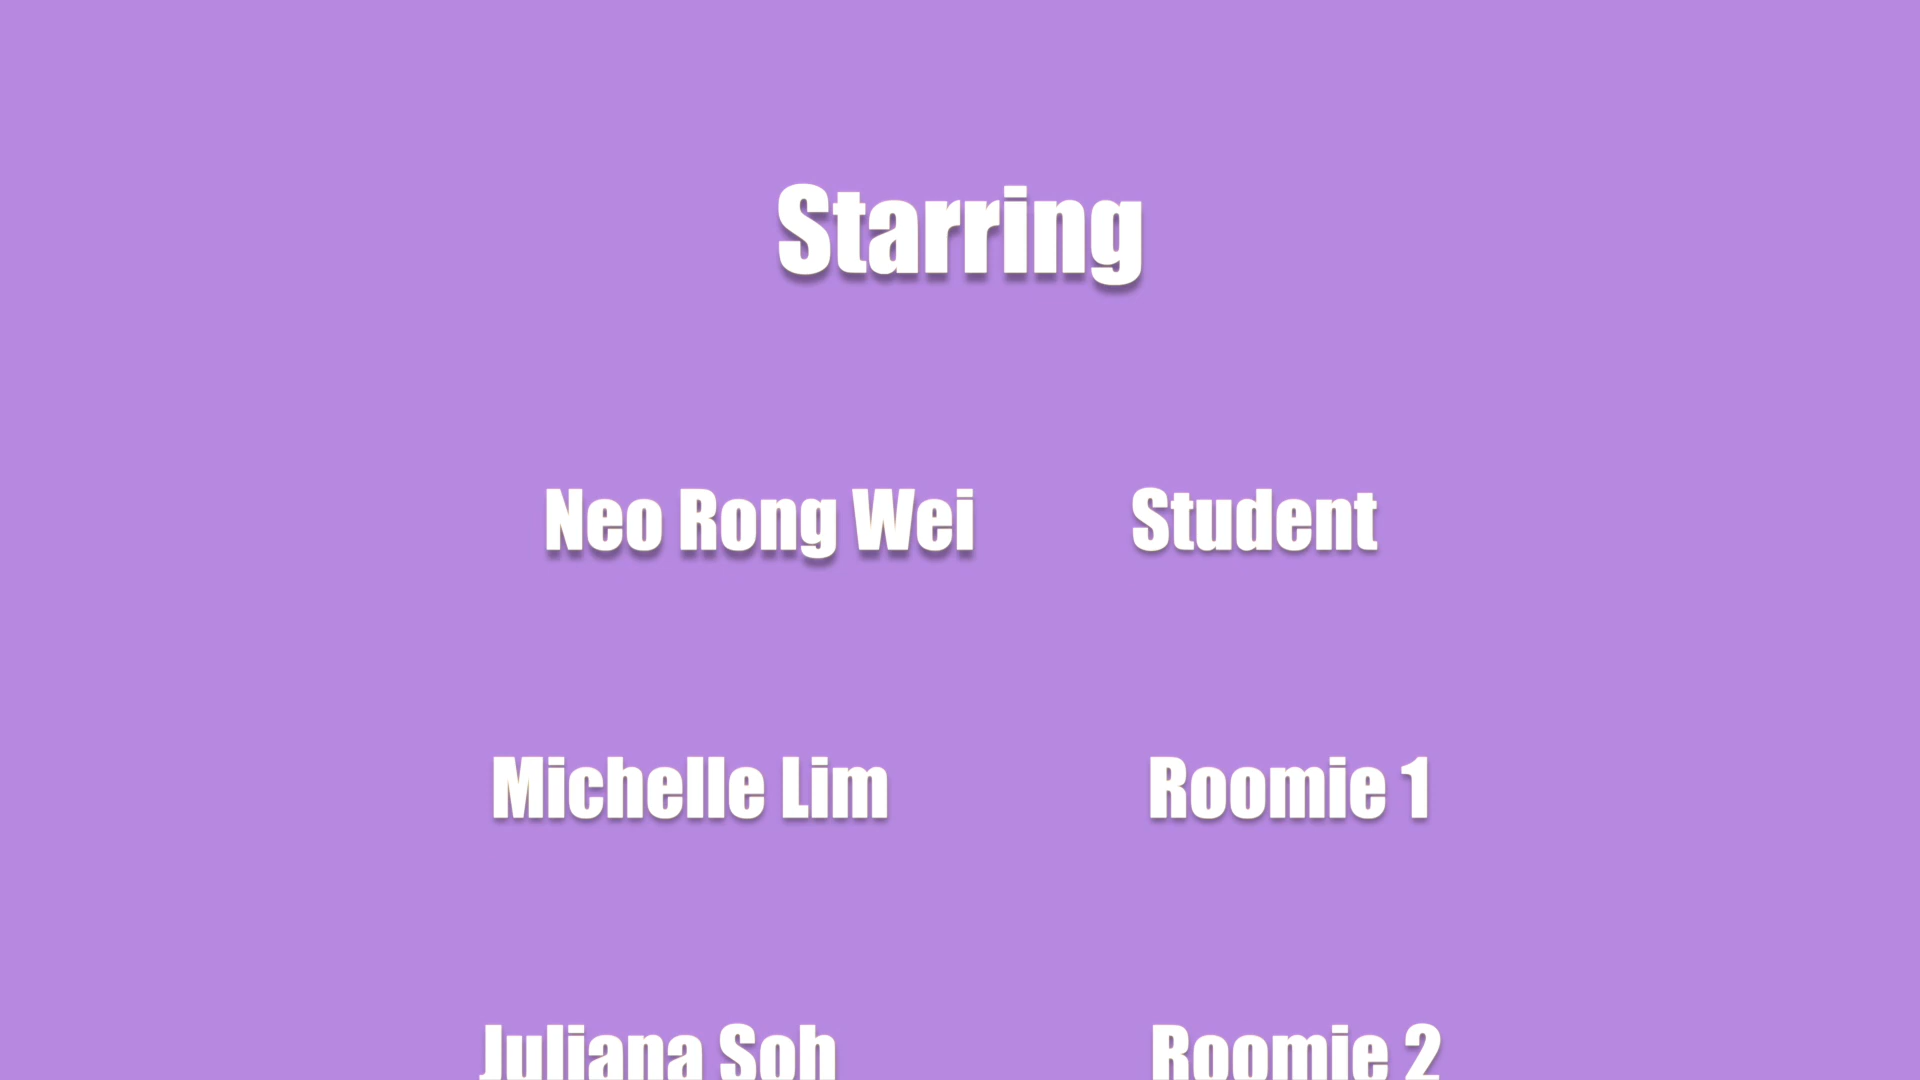 Starring
Neo Rong Wei Student
Michelle Lim Roomie 1
Juliana Soh Roomie 2